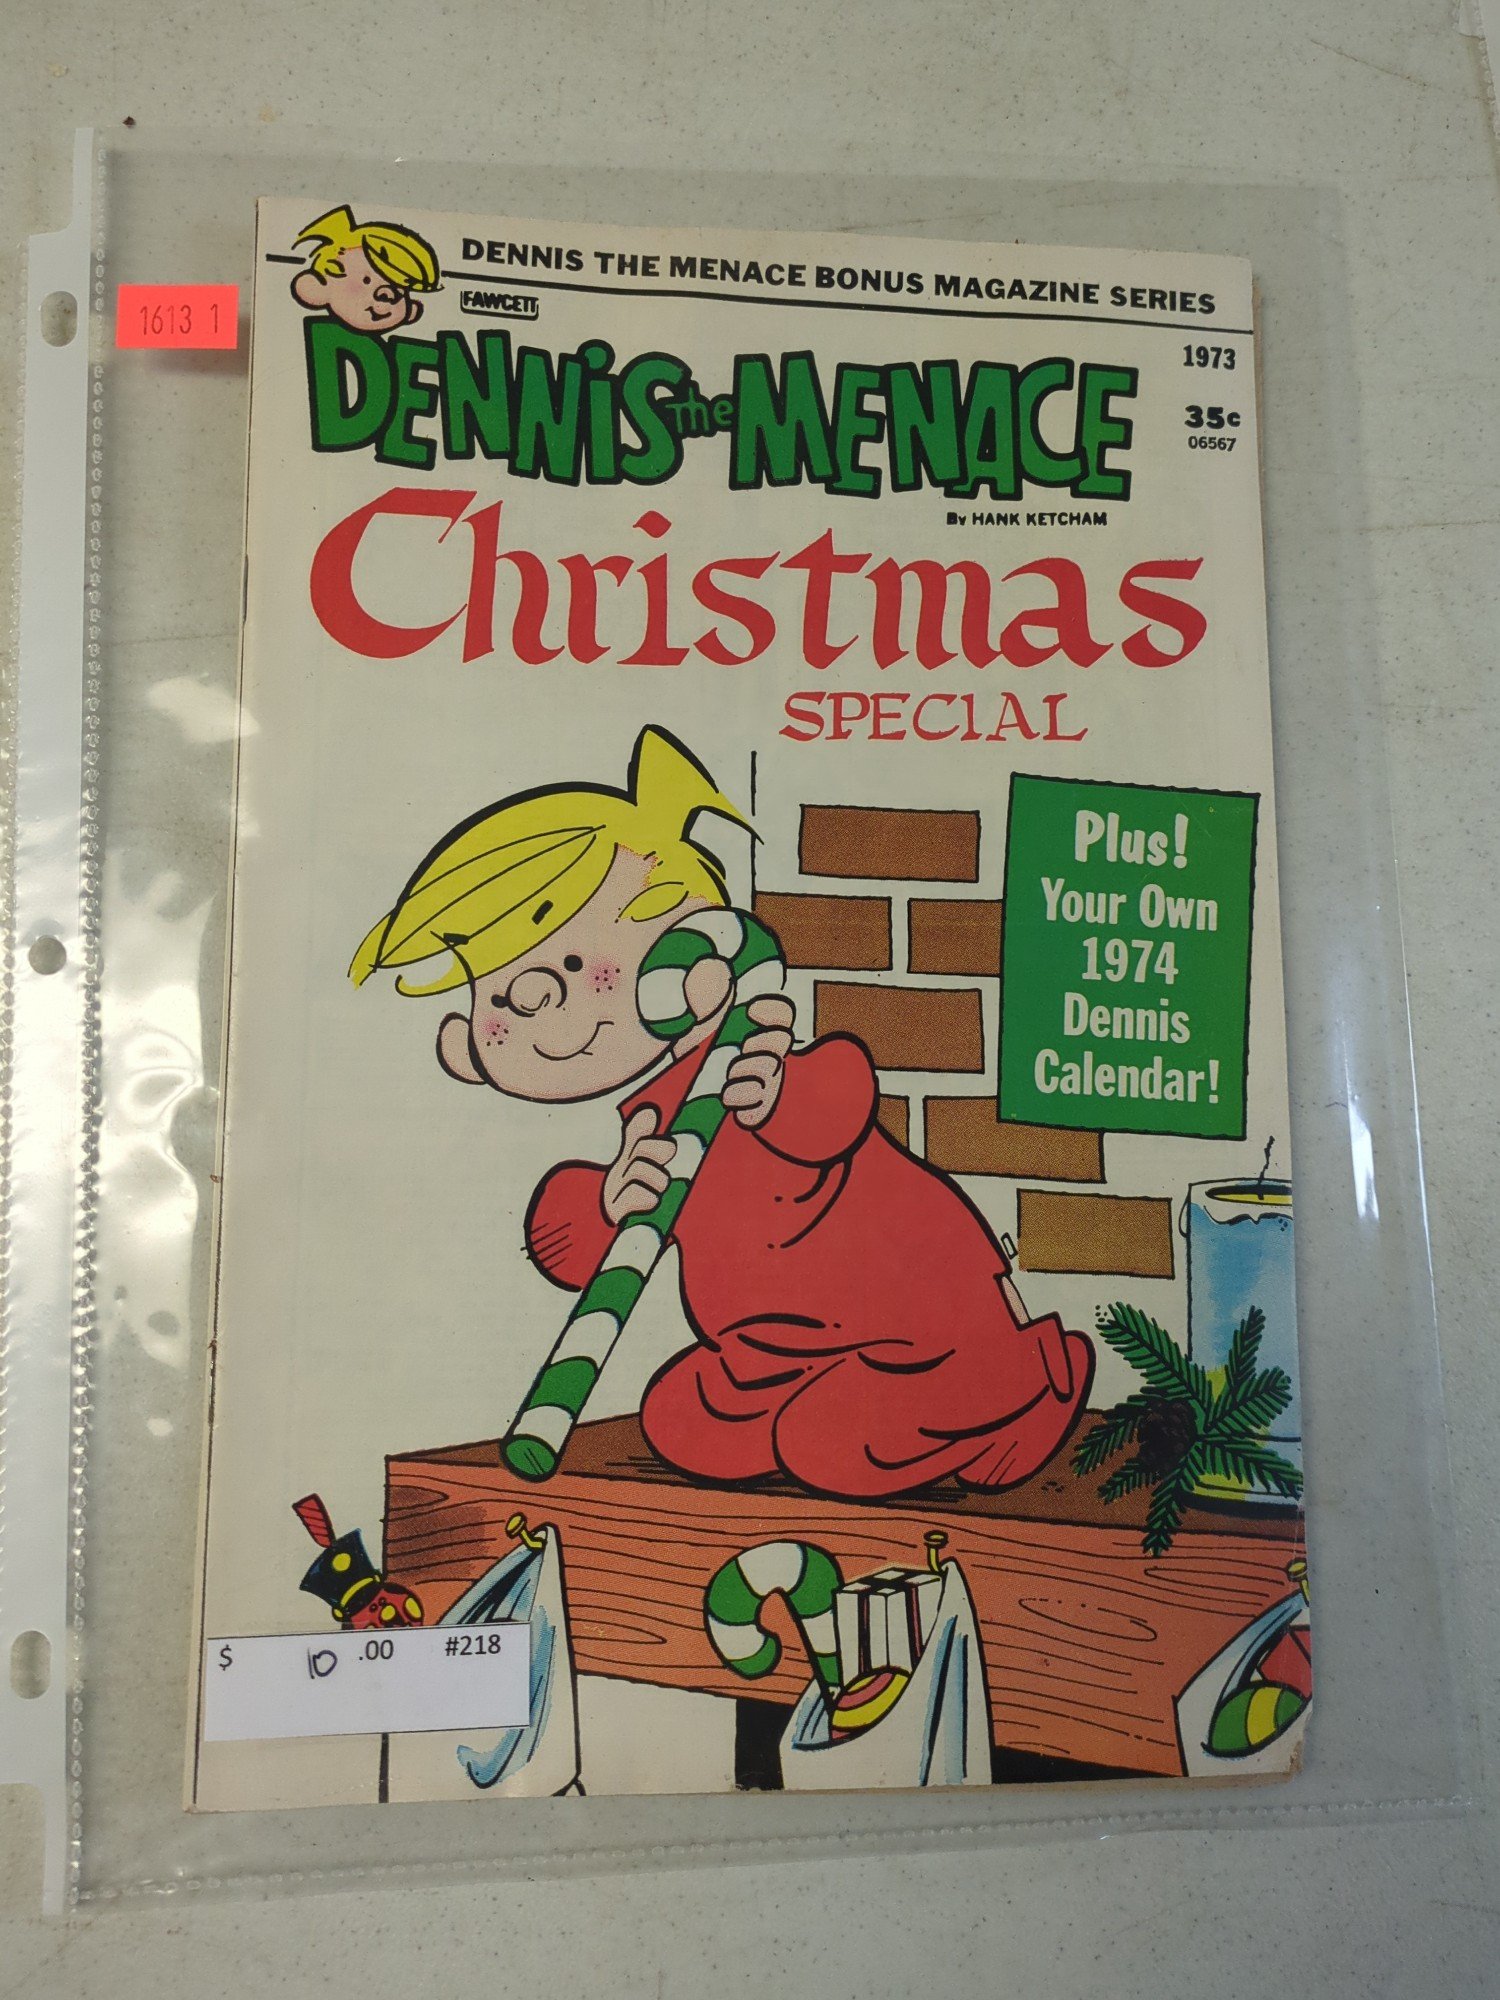 1613 1
DENNIS THE MENACE BONUS MAGAZINE SERIES
FAWCETT
DENNIS the MENACE
1973
35c
06567
By HANK KETCHAM
Christmas
SPECIAL
Plus!
Your Own
1974
Dennis
Calendar!
$ 10 .00 #218